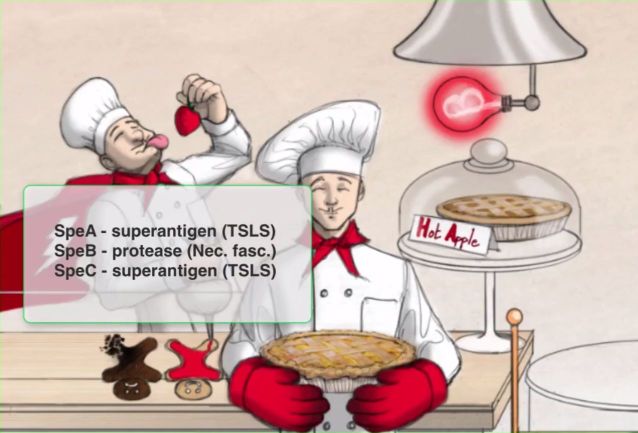 SpeA - superantigen (TSLS)
SpeB - protease (Nec. fasc.)
SpeC - superantigen (TSLS)
Hot Apple